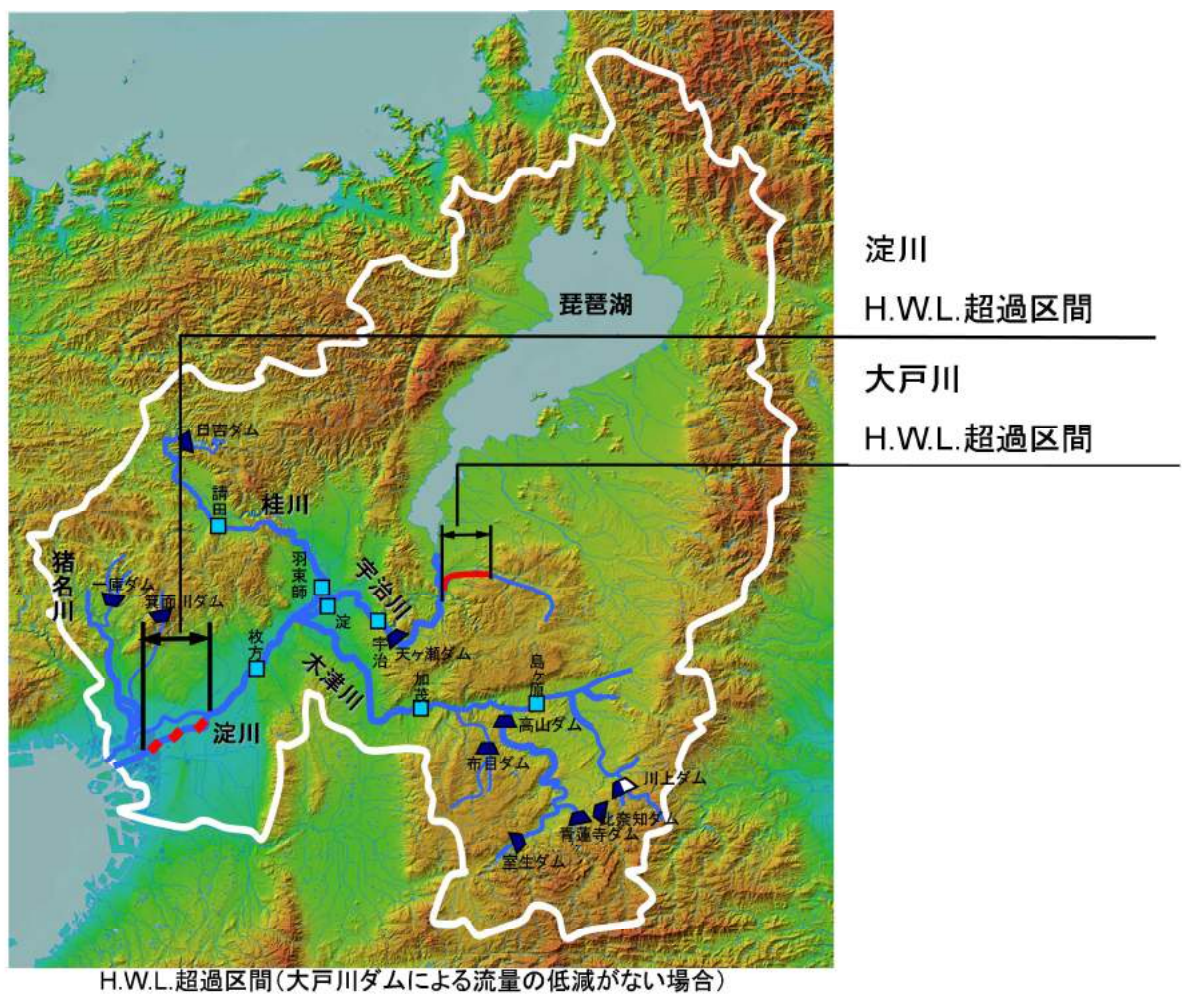 淀川
H.W.L.超過区間
大戸川
H.W.L.超過区間
琵琶湖
日吉ダム
請田
桂川
羽束師
淀
宇治川
宇治
天ヶ瀬ダム
猪名川
一庫ダム
箕面川ダム
枚方
木津川
加茂
島ヶ原
高山ダム
布目ダム
淀川
川上ダム
比奈知ダム
青蓮寺ダム
室生ダム
H.W.L.超過区間(大戸川ダムによる流量の低減がない場合)